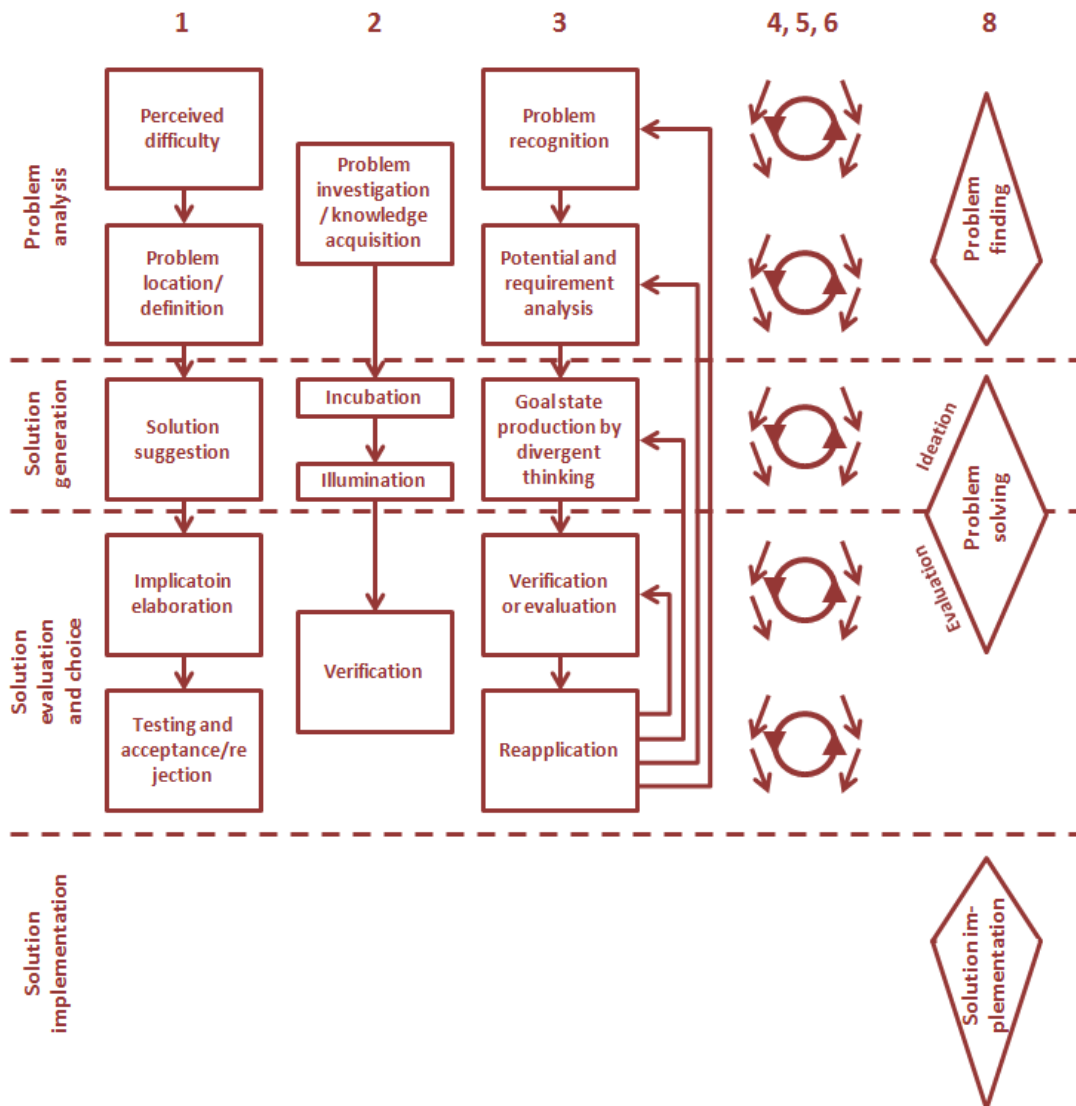 1
2
3
4, 5, 6
8
Problem
analysis
Perceived
difficulty
Problem
location/
definition
Problem
investigation
/ knowledge
acquisition
Problem
recognition
Potential and
requirement
analysis
Problem
finding
Solution
generation
Solution
suggestion
Incubation
Illumination
Goal state
production by
divergent
thinking
Ideation
Problem
solving
Evaluation
Solution
evaluation
and choice
Implicatoin
elaboration
Testing and
acceptance/re
jection
Verification
Verification
or evaluation
Reapplication
Solution
implementation
Solution im-
plementation